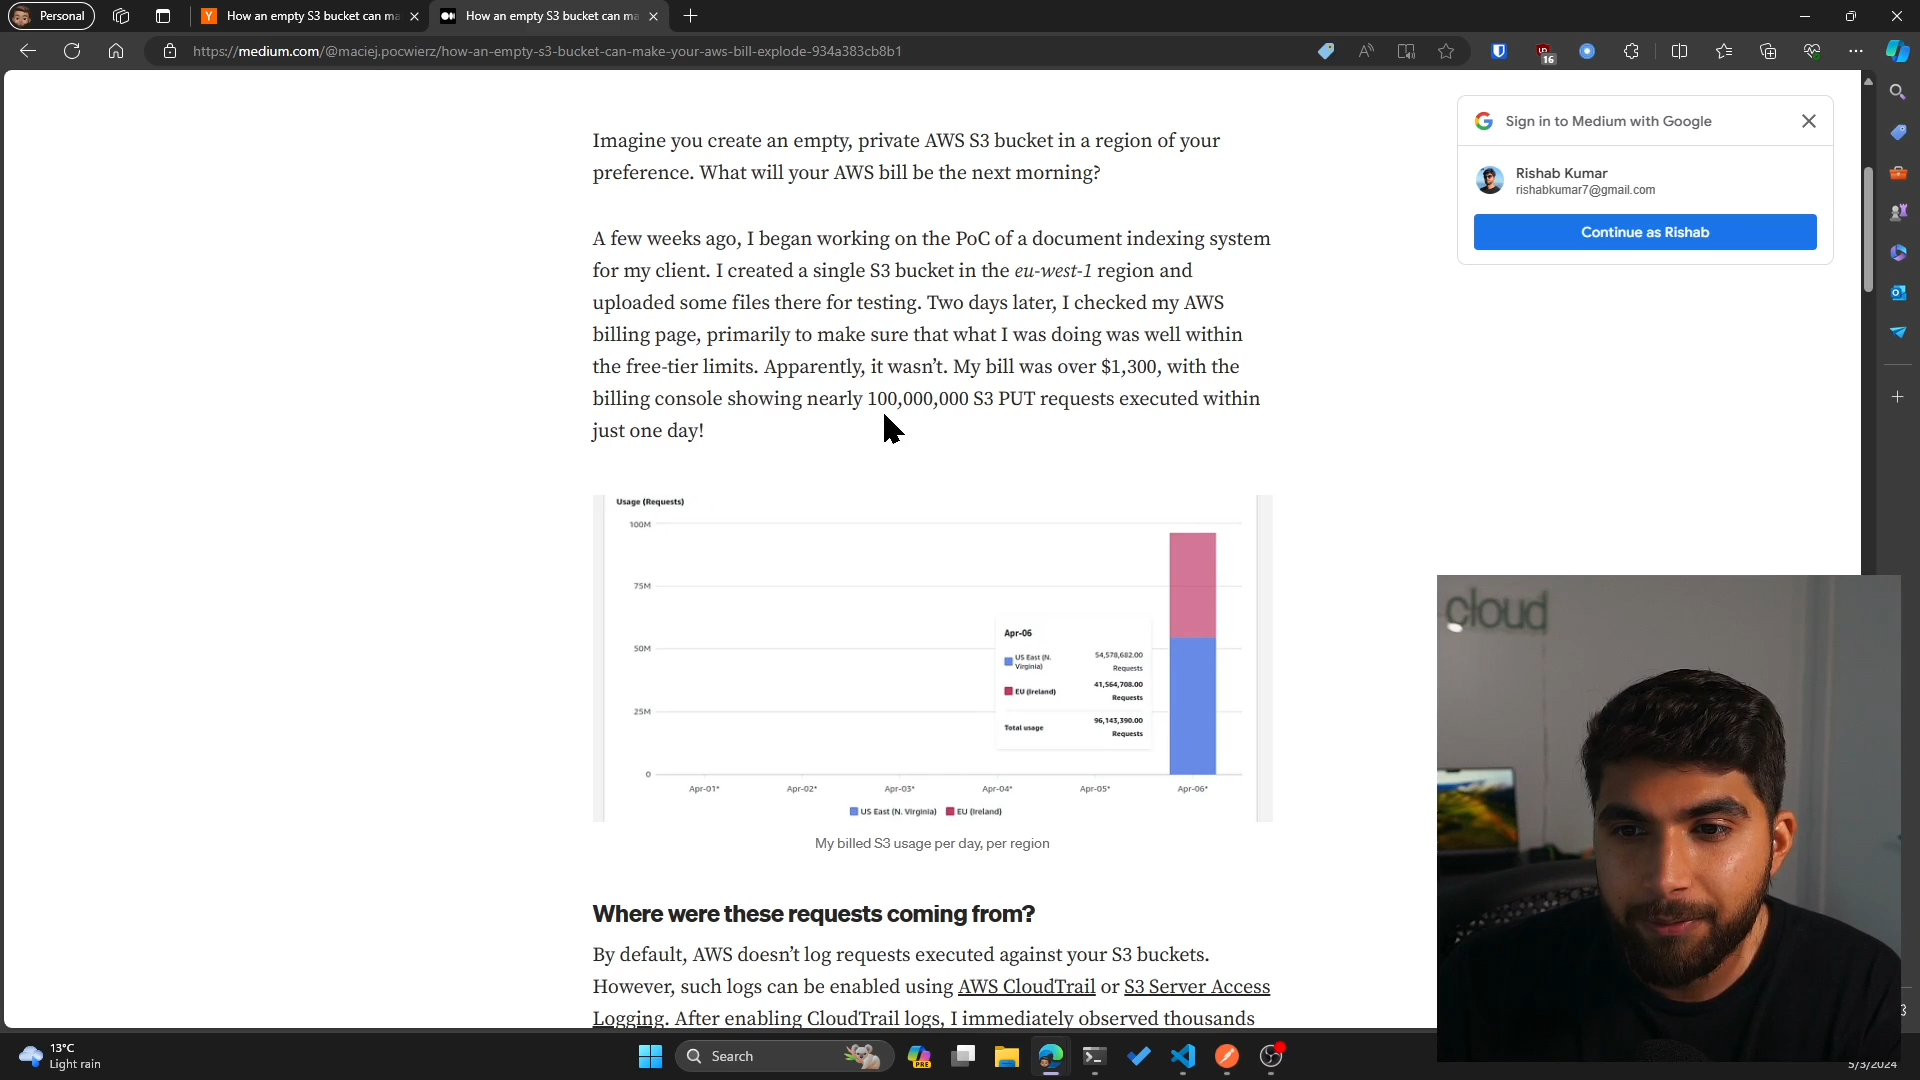 Personal
How an empty S3 bucket can ma
How an empty S3 bucket can ma
https://medium.com/@maciej.pocwierz/how-an-empty-s3-bucket-can-make-your-aws-bill-explode-934a383cb8b1
16
Imagine you create an empty, private AWS S3 bucket in a region of your
preference. What will your AWS bill be the next morning?
A few weeks ago, I began working on the PoC of a document indexing system
for my client. I created a single S3 bucket in the eu-west-1 region and
uploaded some files there for testing. Two days later, I checked my AWS
billing page, primarily to make sure that what I was doing was well within
the free-tier limits. Apparently, it wasn’t. My bill was over $1,300, with the
billing console showing nearly 100,000,000 S3 PUT requests executed within
just one day!
Sign in to Medium with Google
Rishab Kumar
rishabkumar7@gmail.com
Continue as Rishab
Usage (Requests)
100M
75M
50M
25M
0
Apr-06
US East (N. Virginia)
54,578,682.00 Requests
EU (Ireland)
41,564,708.00 Requests
Total usage
96,143,390.00 Requests
Apr-01*
Apr-02*
Apr-03*
Apr-04*
Apr-05*
Apr-06*
US East (N. Virginia)
EU (Ireland)
My billed S3 usage per day, per region
Where were these requests coming from?
By default, AWS doesn’t log requests executed against your S3 buckets.
However, such logs can be enabled using AWS CloudTrail or S3 Server Access
Logging. After enabling CloudTrail logs, I immediately observed thousands
cloud
13°C
Light rain
Search
PRE
5/3/2024